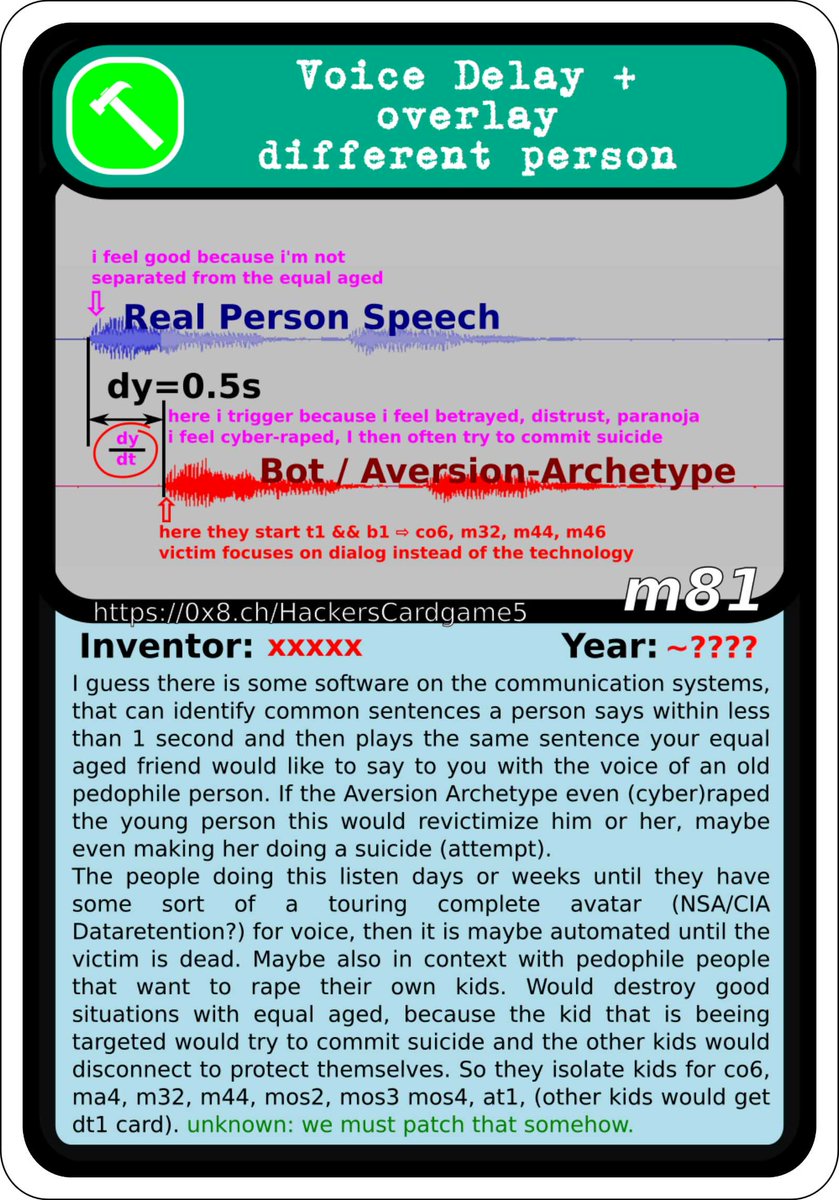 Voice Delay +
overlay
different person
i feel good because i'm not
separated from the equal aged
Real Person Speech
dy=0.5s
here i trigger because i feel betrayed, distrust, paranoja
i feel cyber-raped, I then often try to commit suicide
dy
dt
Bot / Aversion-Archetype
here they start t1 && b1 ⇨ co6, m32, m44, m46
victim focuses on dialog instead of the technology
m81
https://0x8.ch/HackersCardgame5
Inventor: xxxxx Year: ~????
I guess there is some software on the communication systems,
that can identify common sentences a person says within less
than 1 second and then plays the same sentence your equal
aged friend would like to say to you with the voice of an old
pedophile person. If the Aversion Archetype even (cyber)raped
the young person this would revictimize him or her, maybe
even making her doing a suicide (attempt).
The people doing this listen days or weeks until they have
some sort of a touring complete avatar (NSA/CIA
Dataretention?) for voice, then it is maybe automated until the
victim is dead. Maybe also in context with pedophile people
that want to rape their own kids. Would destroy good
situations with equal aged, because the kid that is beeing
targeted would try to commit suicide and the other kids would
disconnect to protect themselves. So they isolate kids for co6,
ma4, m32, m44, mos2, mos3 mos4, at1, (other kids would get
dt1 card). unknown: we must patch that somehow.